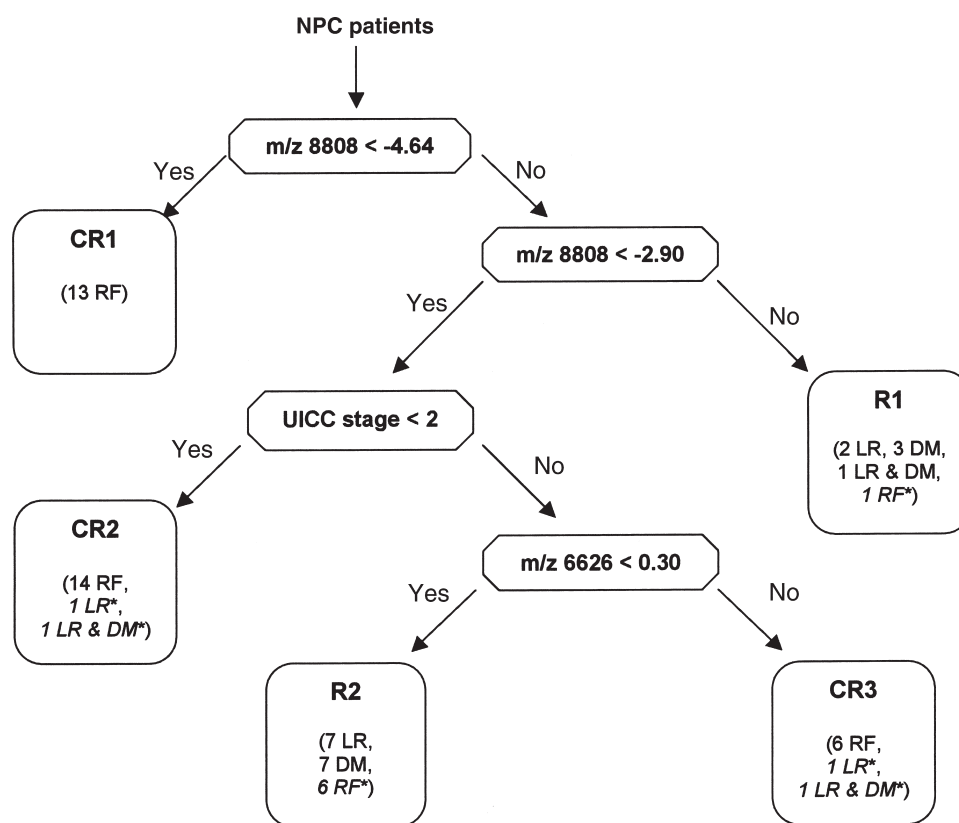 NPC patients
m/z 8808 < -4.64
Yes
No
CR1
(13 RF)
m/z 8808 < -2.90
Yes
No
UICC stage < 2
R1
(2 LR, 3 DM,
1 LR & DM,
1 RF*)
Yes
No
CR2
(14 RF,
1 LR*,
1 LR & DM*)
m/z 6626 < 0.30
Yes
No
R2
(7 LR,
7 DM,
6 RF*)
CR3
(6 RF,
1 LR*,
1 LR & DM*)